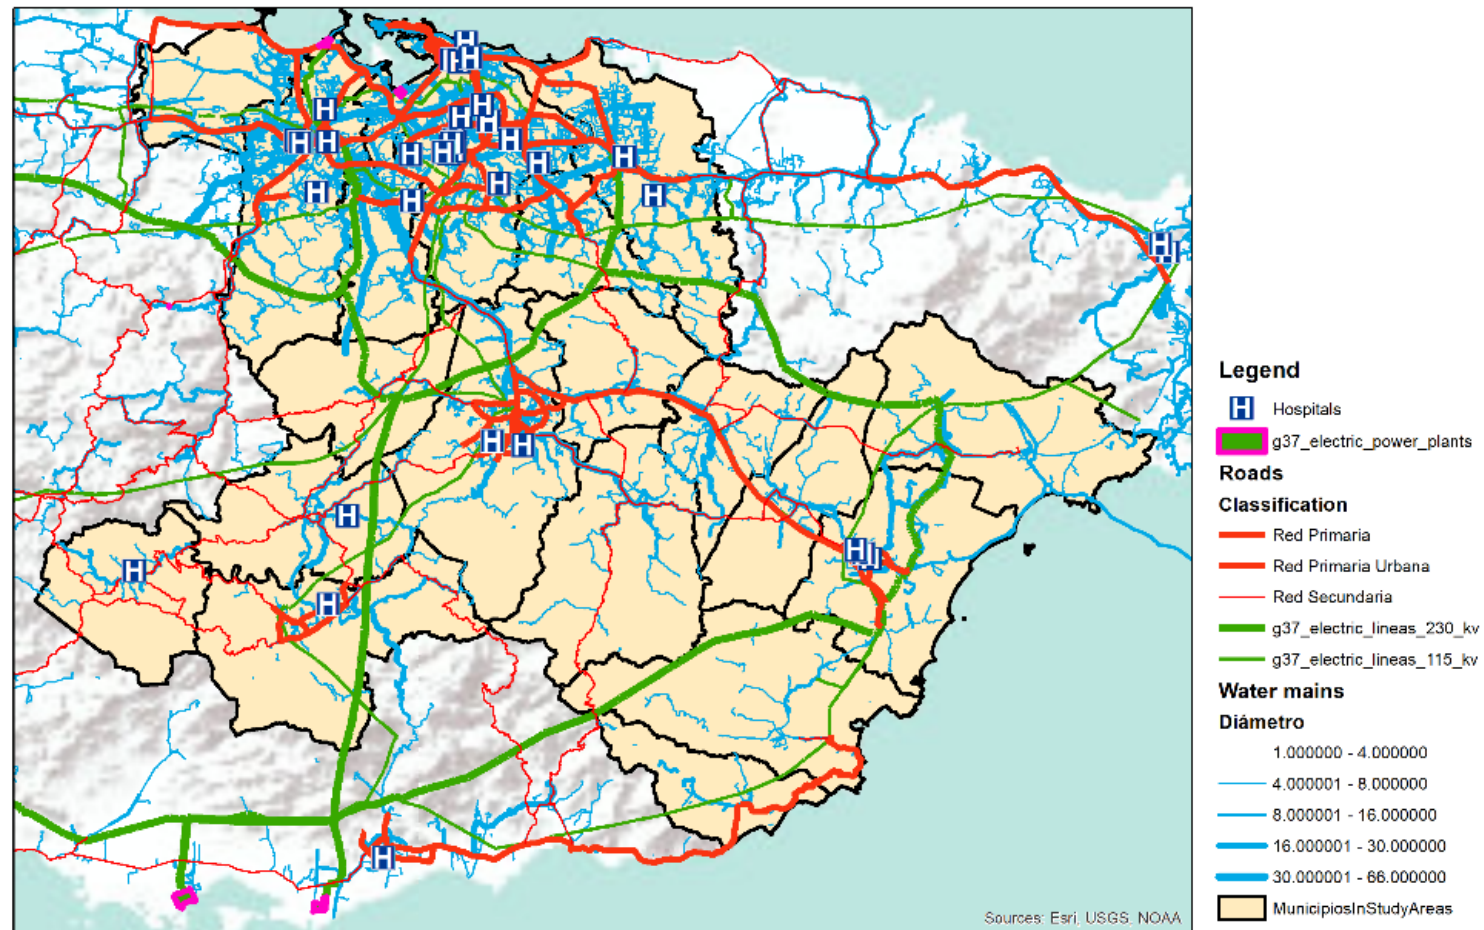 Legend
H Hospitals
g37_electric_power_plants
Roads
Classification
Red Primaria
Red Primaria Urbana
Red Secundaria
g37_electric_lineas_230_kv
g37_electric_lineas_115_kv
Water mains
Diámetro
1.000000 - 4.000000
4.000001 - 8.000000
8.000001 - 16.000000
16.000001 - 30.000000
30.000001 - 66.000000
MunicipiosInStudyAreas
Sources: Esri, USGS, NOAA